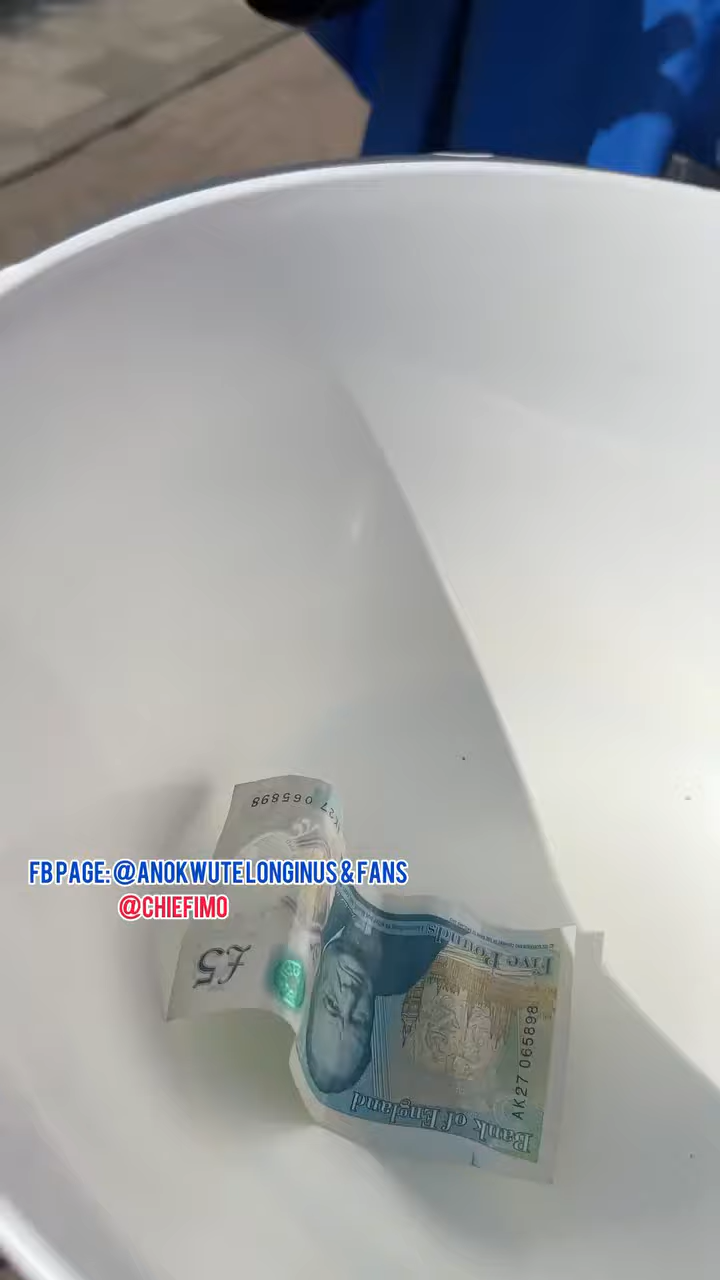 AK27 065898
FB PAGE: @ANOKWUTELONGINUS & FANS
@CHIEFIMO
£5
Five Pounds
AK27 065898
Bank of England